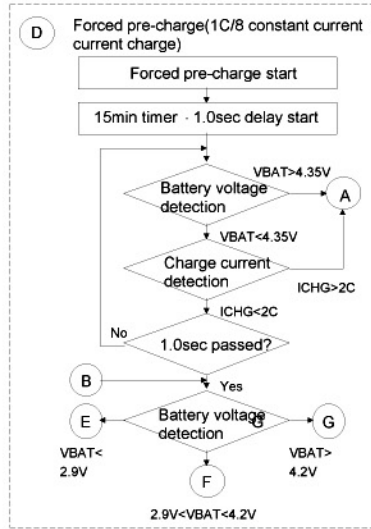 D
Forced pre-charge(1C/8 constant current
current charge)
Forced pre-charge start
15min timer · 1.0sec delay start
VBAT>4.35V
Battery voltage
detection
A
VBAT<4.35V
Charge current
detection
ICHG>2C
ICHG<2C
No
1.0sec passed?
B
Yes
E
Battery voltage
detection
G
G
VBAT<
2.9V
VBAT>
4.2V
F
2.9V<VBAT<4.2V